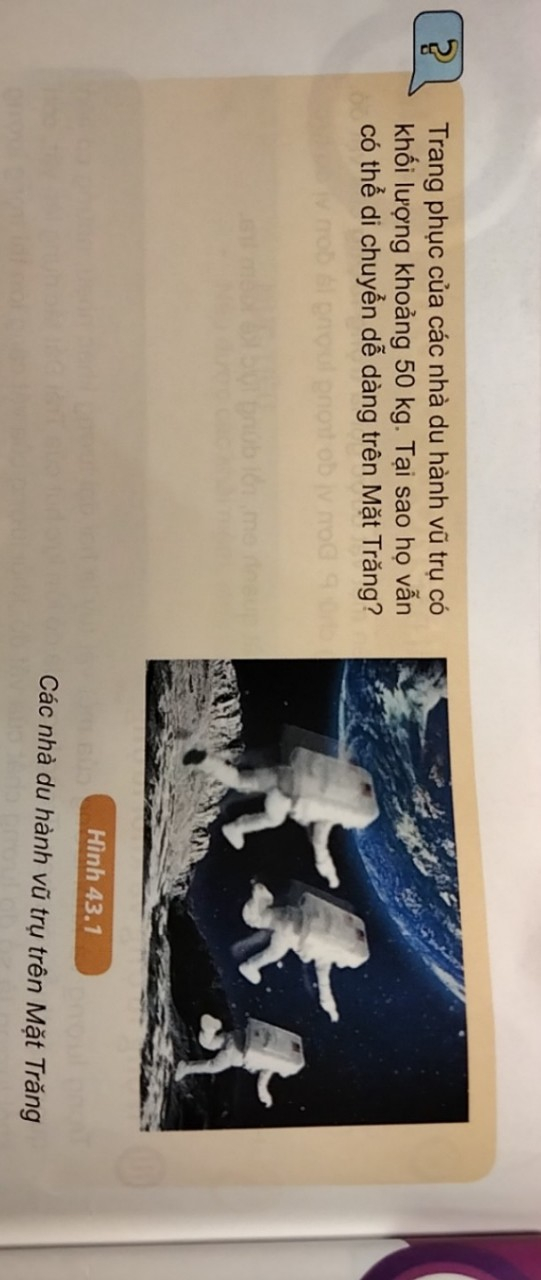 ?
Trang phục của các nhà du hành vũ trụ có
khối lượng khoảng 50 kg. Tại sao họ vẫn
có thể di chuyển dễ dàng trên Mặt Trăng?
Hình 43.1
Các nhà du hành vũ trụ trên Mặt Trăng